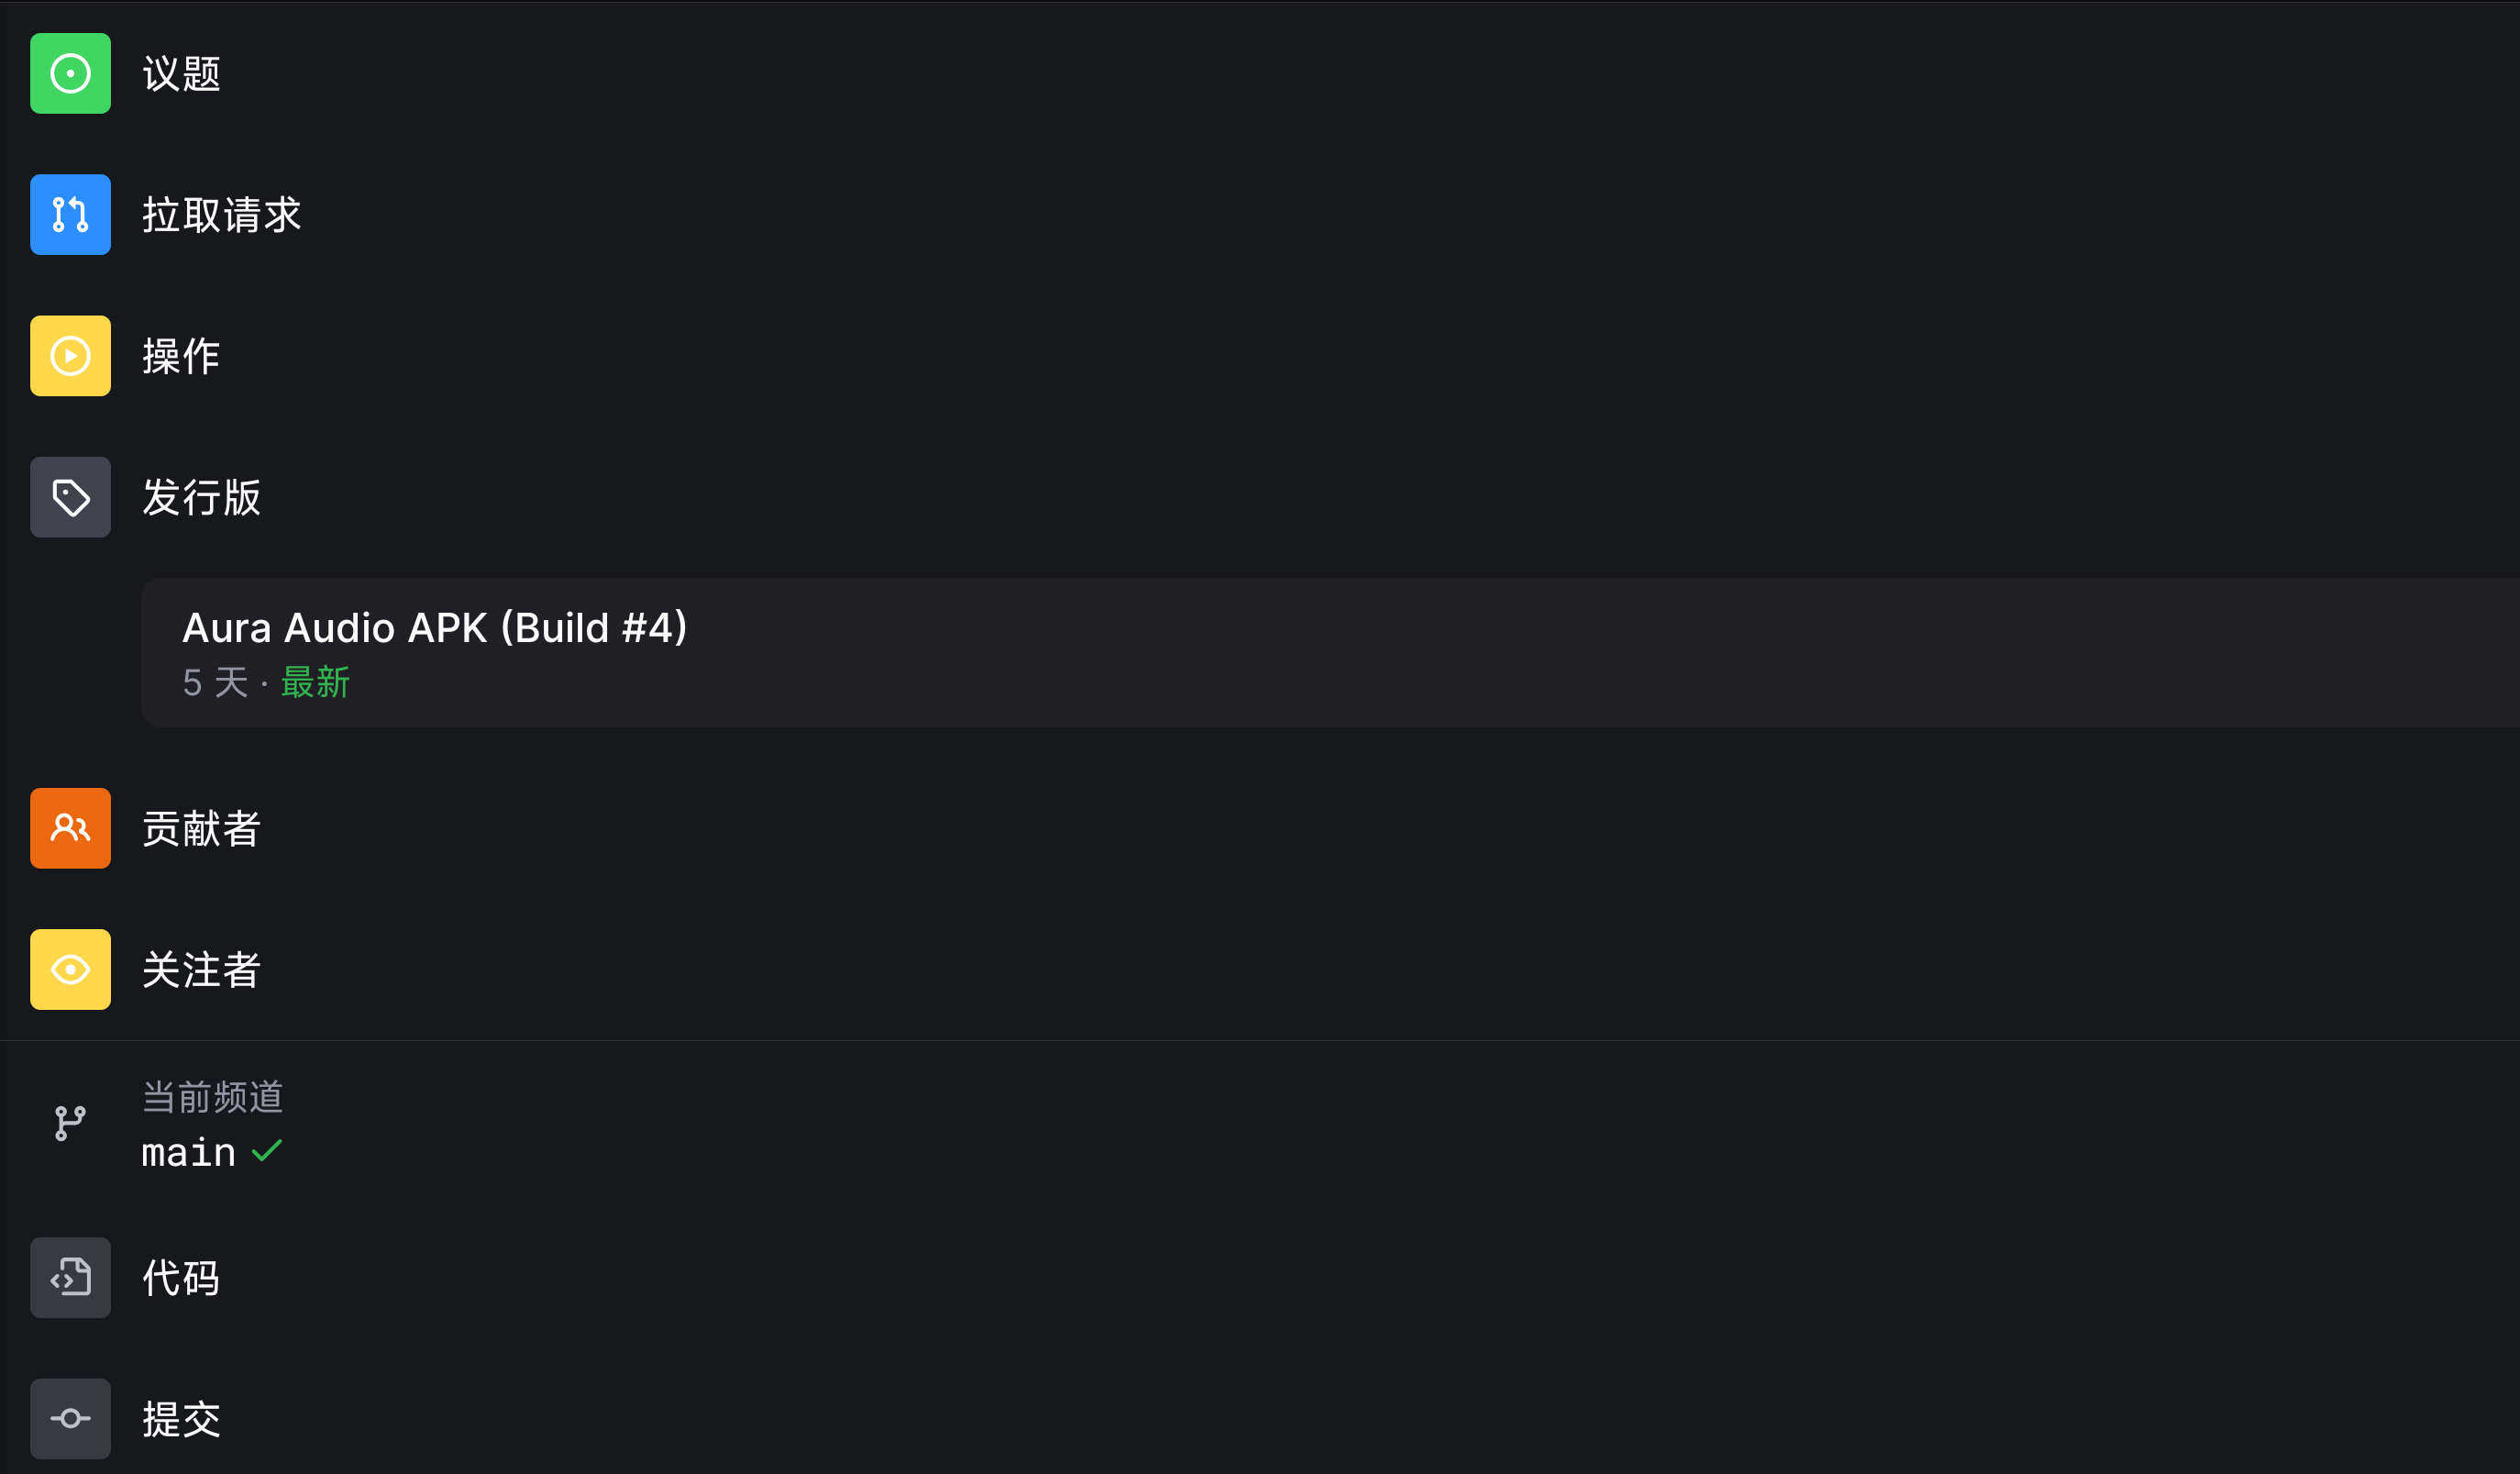 议题
拉取请求
操作
发行版
Aura Audio APK (Build #4)
5 天 · 最新
贡献者
关注者
当前频道
main
代码
提交